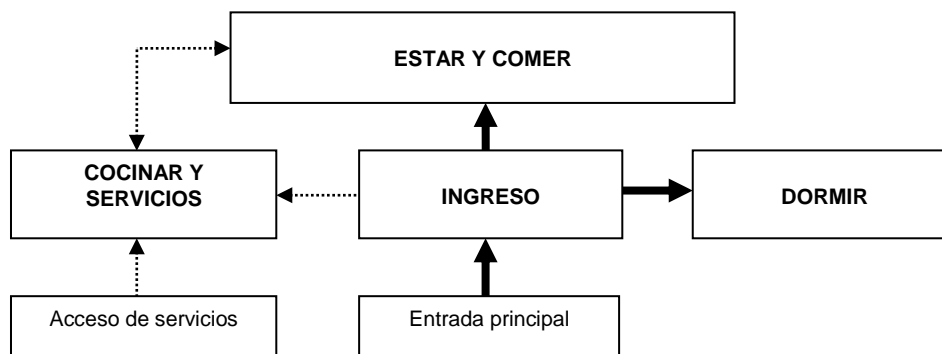 ESTAR Y COMER
COCINAR Y
SERVICIOS
INGRESO
DORMIR
Acceso de servicios
Entrada principal